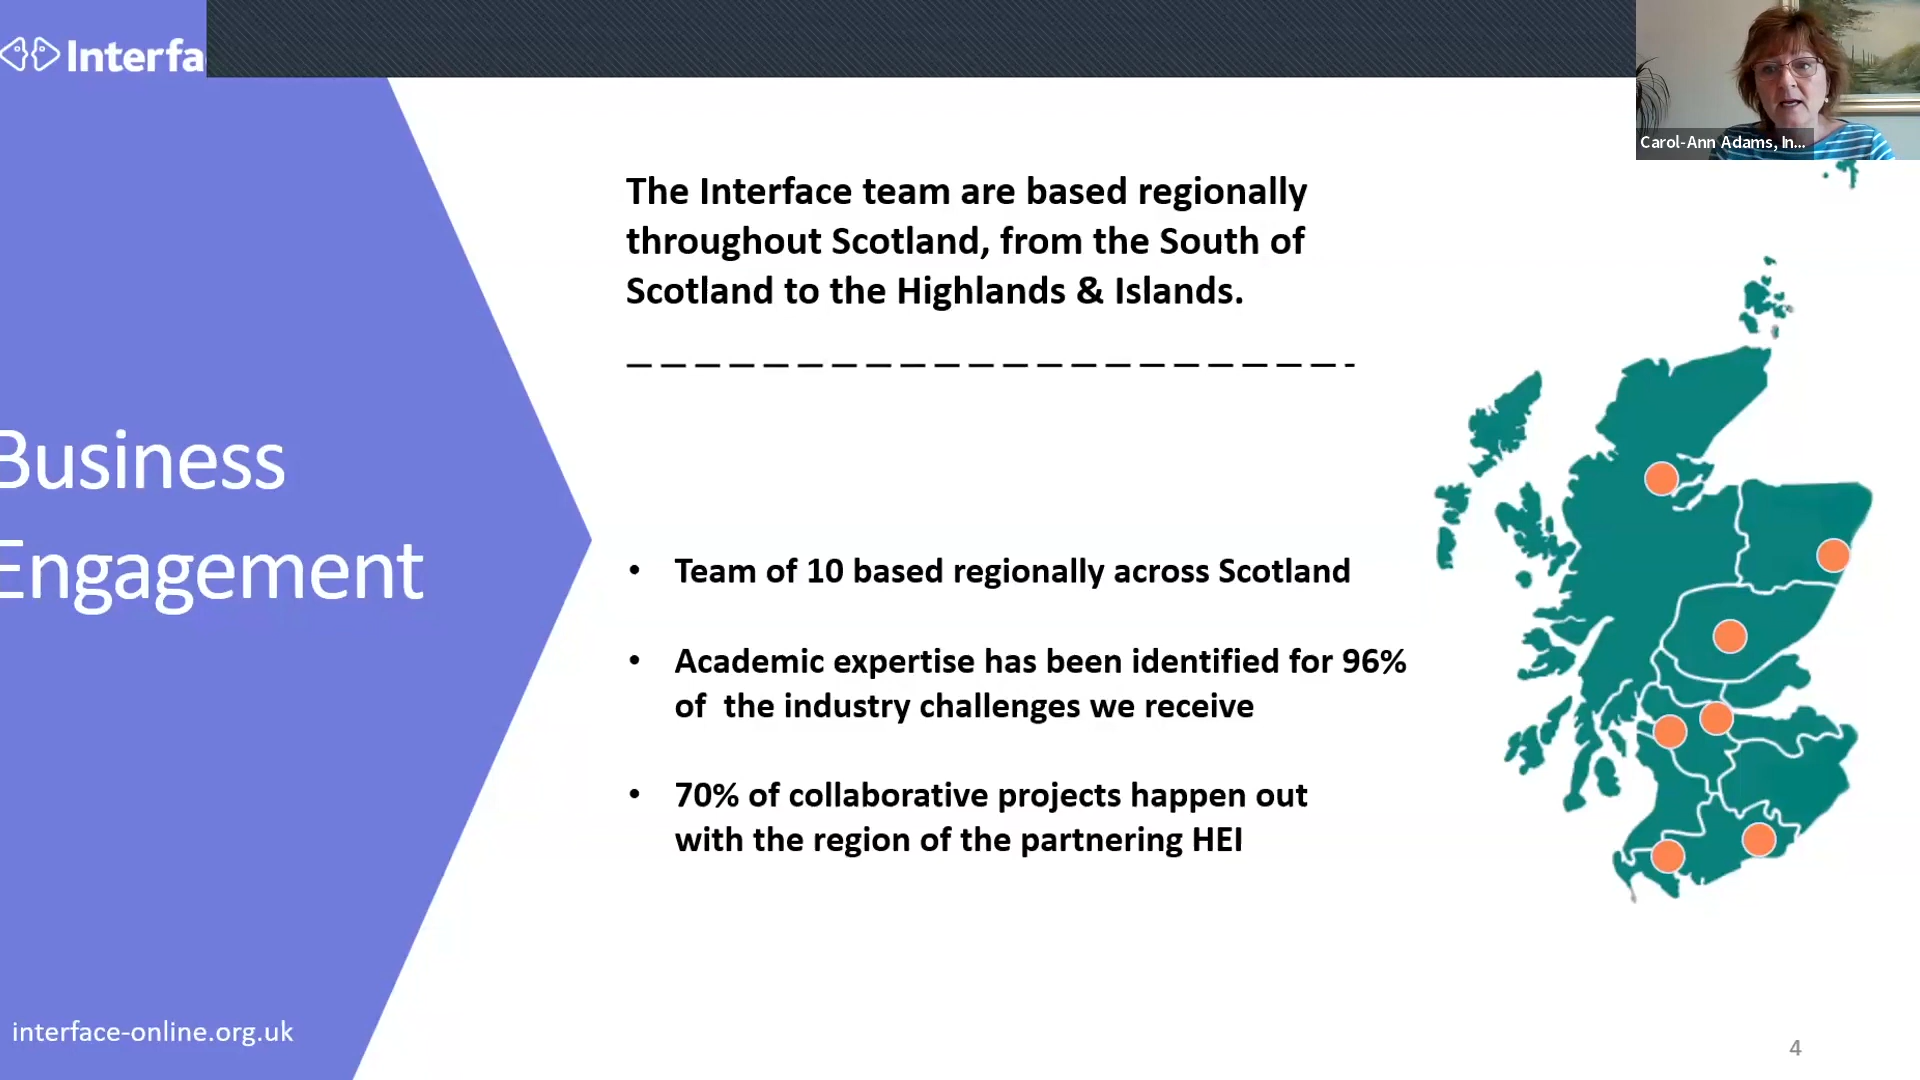 Interfa
Carol-Ann Adams, In...
The Interface team are based regionally
throughout Scotland, from the South of
Scotland to the Highlands & Islands.
Business
Engagement
• Team of 10 based regionally across Scotland
• Academic expertise has been identified for 96%
of the industry challenges we receive
• 70% of collaborative projects happen out
with the region of the partnering HEI
interface-online.org.uk
4